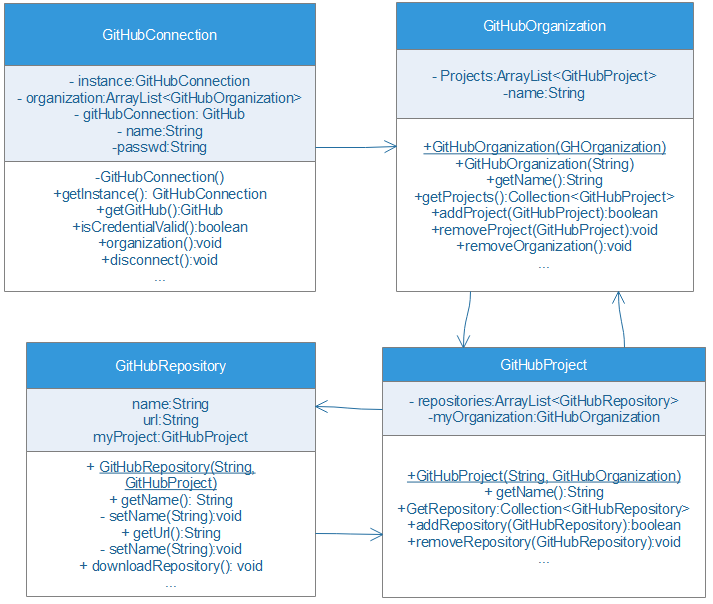 GitHubConnection
- instance:GitHubConnection
- organization:ArrayList<GitHubOrganization>
- gitHubConnection: GitHub
- name:String
-passwd:String
-GitHubConnection()
+getInstance(): GitHubConnection
+getGitHub():GitHub
+isCredentialValid():boolean
+organization():void
+disconnect():void
...
GitHubOrganization
- Projects:ArrayList<GitHubProject>
-name:String
+GitHubOrganization(GHOrganization)
+GitHubOrganization(String)
+getName():String
+getProjects():Collection<GitHubProject>
+addProject(GitHubProject):boolean
+removeProject(GitHubProject):void
+removeOrganization():void
...
GitHubRepository
name:String
url:String
myProject:GitHubProject
+ GitHubRepository(String,
GitHubProject)
+ getName(): String
- setName(String):void
+ getUrl():String
- setName(String):void
+ downloadRepository(): void
...
GitHubProject
- repositories:ArrayList<GitHubRepository>
-myOrganization:GitHubOrganization
+GitHubProject(String, GitHubOrganization)
+ getName():String
+GetRepository:Collection<GitHubRepository>
+addRepository(GitHubRepository):boolean
+removeRepository(GitHubRepository):void
...